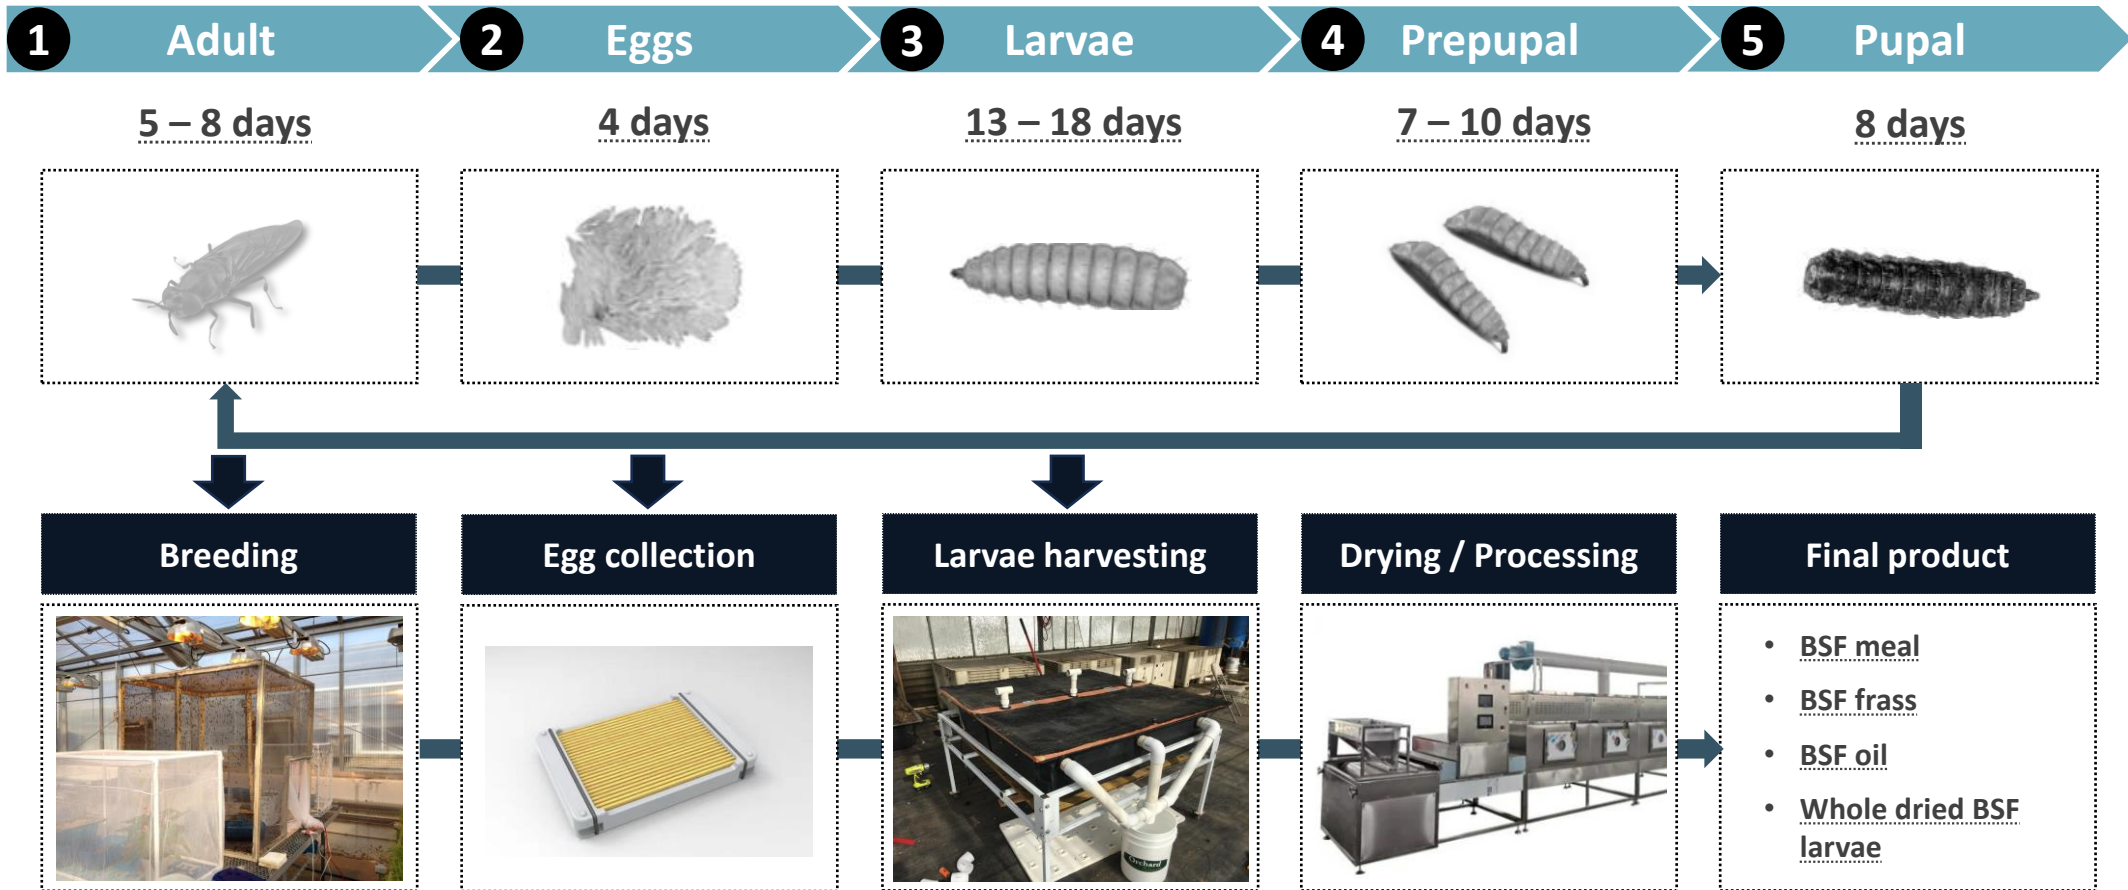 1 Adult
2 Eggs
3 Larvae
4 Prepupal
5 Pupal
5 – 8 days
4 days
13 – 18 days
7 – 10 days
8 days
Breeding
Egg collection
Larvae harvesting
Drying / Processing
Final product
• BSF meal
• BSF frass
• BSF oil
• Whole dried BSF
larvae
Orchard